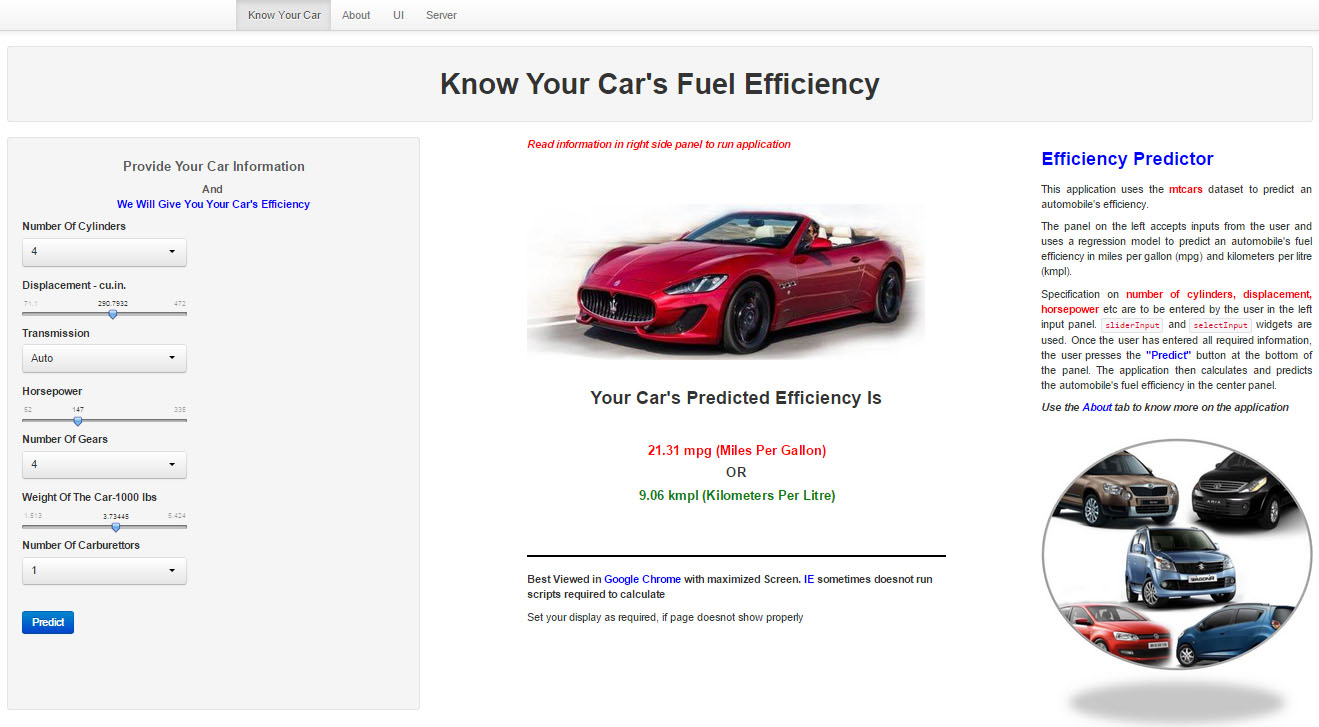 Know Your Car About UI Server
Know Your Car's Fuel Efficiency
Provide Your Car Information
And
We Will Give You Your Car's Efficiency
Number Of Cylinders
4
Displacement - cu.in.
71.1 290.7932 472
Transmission
Auto
Horsepower
52 147 335
Number Of Gears
4
Weight Of The Car-1000 lbs
1.513 3.73445 5.424
Number Of Carburettors
1
Predict
Read information in right side panel to run application
Your Car's Predicted Efficiency Is
21.31 mpg (Miles Per Gallon)
OR
9.06 kmpl (Kilometers Per Litre)
Best Viewed in Google Chrome with maximized Screen. IE sometimes doesnot run
scripts required to calculate
Set your display as required, if page doesnot show properly
Efficiency Predictor
This application uses the mtcars dataset to predict an
automobile's efficiency.
The panel on the left accepts inputs from the user and
uses a regression model to predict an automobile's fuel
efficiency in miles per gallon (mpg) and kilometers per litre
(kmpl).
Specification on number of cylinders, displacement,
horsepower etc are to be entered by the user in the left
input panel. sliderInput and selectInput widgets are
used. Once the user has entered all required information,
the user presses the "Predict" button at the bottom of
the panel. The application then calculates and predicts
the automobile's fuel efficiency in the center panel.
Use the About tab to know more on the application
ARIA
WAGONR